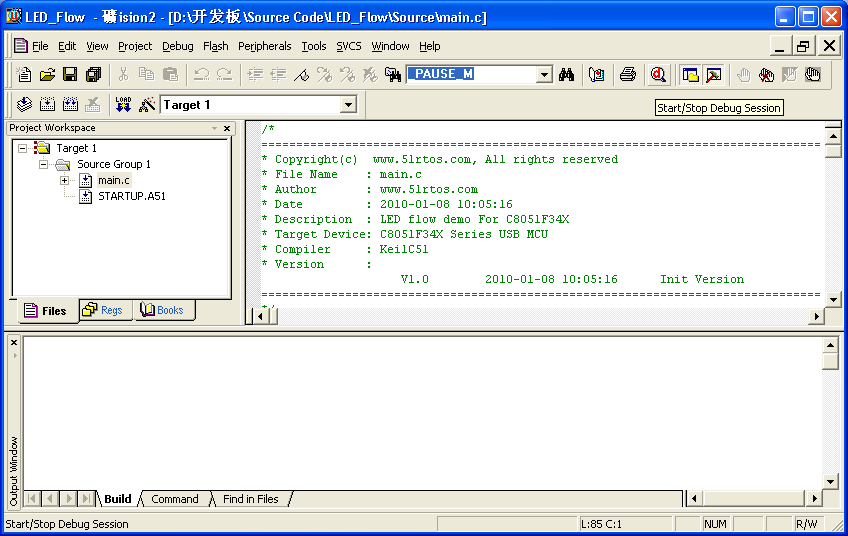 LED_Flow - 礦ision2 - [D:\开发板\Source Code\LED_Flow\Source\main.c]
File Edit View Project Debug Flash Peripherals Tools SVCS Window Help
PAUSE_M
LOAD
Target 1
Start/Stop Debug Session
Project Workspace
Target 1
Source Group 1
main.c
STARTUP.A51
Files Regs Books
/*
================================================================================
* Copyright(c) www.51rtos.com, All rights reserved
* File Name : main.c
* Author : www.51rtos.com
* Date : 2010-01-08 10:05:16
* Description : LED flow demo For C8051F34X
* Target Device: C8051F34X Series USB MCU
* Compiler : KeilC51
* Version :
V1.0 2010-01-08 10:05:16 Init Version
================================================================================
*/
Output Window
Build Command Find in Files
Start/Stop Debug Session L:85 C:1 NUM R/W